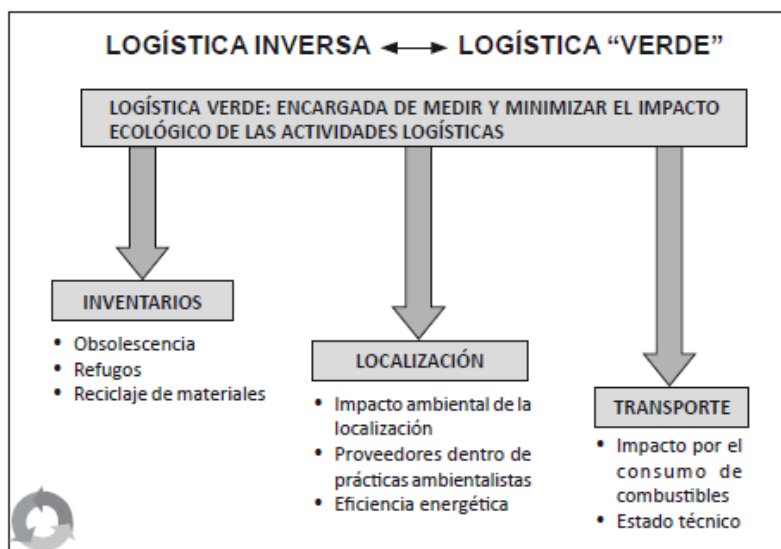 LOGÍSTICA INVERSA ↔ LOGÍSTICA “VERDE”
LOGÍSTICA VERDE: ENCARGADA DE MEDIR Y MINIMIZAR EL IMPACTO
ECOLÓGICO DE LAS ACTIVIDADES LOGÍSTICAS
INVENTARIOS
• Obsolescencia
• Refugos
• Reciclaje de materiales
LOCALIZACIÓN
• Impacto ambiental de la
localización
• Proveedores dentro de
prácticas ambientalistas
• Eficiencia energética
TRANSPORTE
• Impacto por el
consumo de
combustibles
• Estado técnico